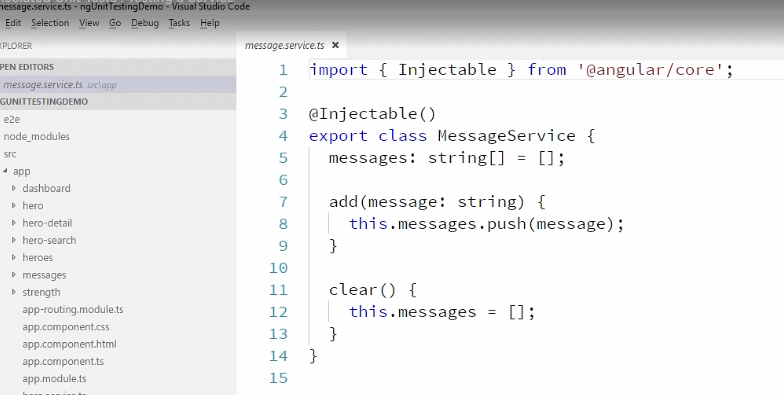 message.service.ts - ngUnitTestingDemo - Visual Studio Code
Edit Selection View Go Debug Tasks Help
XPLORER
PEN EDITORS
message.service.ts src\app
GUNITTESTINGDEMO
e2e
node_modules
src
app
dashboard
hero
hero-detail
hero-search
heroes
messages
strength
app-routing.module.ts
app.component.css
app.component.html
app.component.ts
app.module.ts
message.service.ts ×
1 import { Injectable } from '@angular/core';
2
3 @Injectable()
4 export class MessageService {
5 messages: string[] = [];
6
7 add(message: string) {
8 this.messages.push(message);
9 }
10
11 clear() {
12 this.messages = [];
13 }
14 }
15